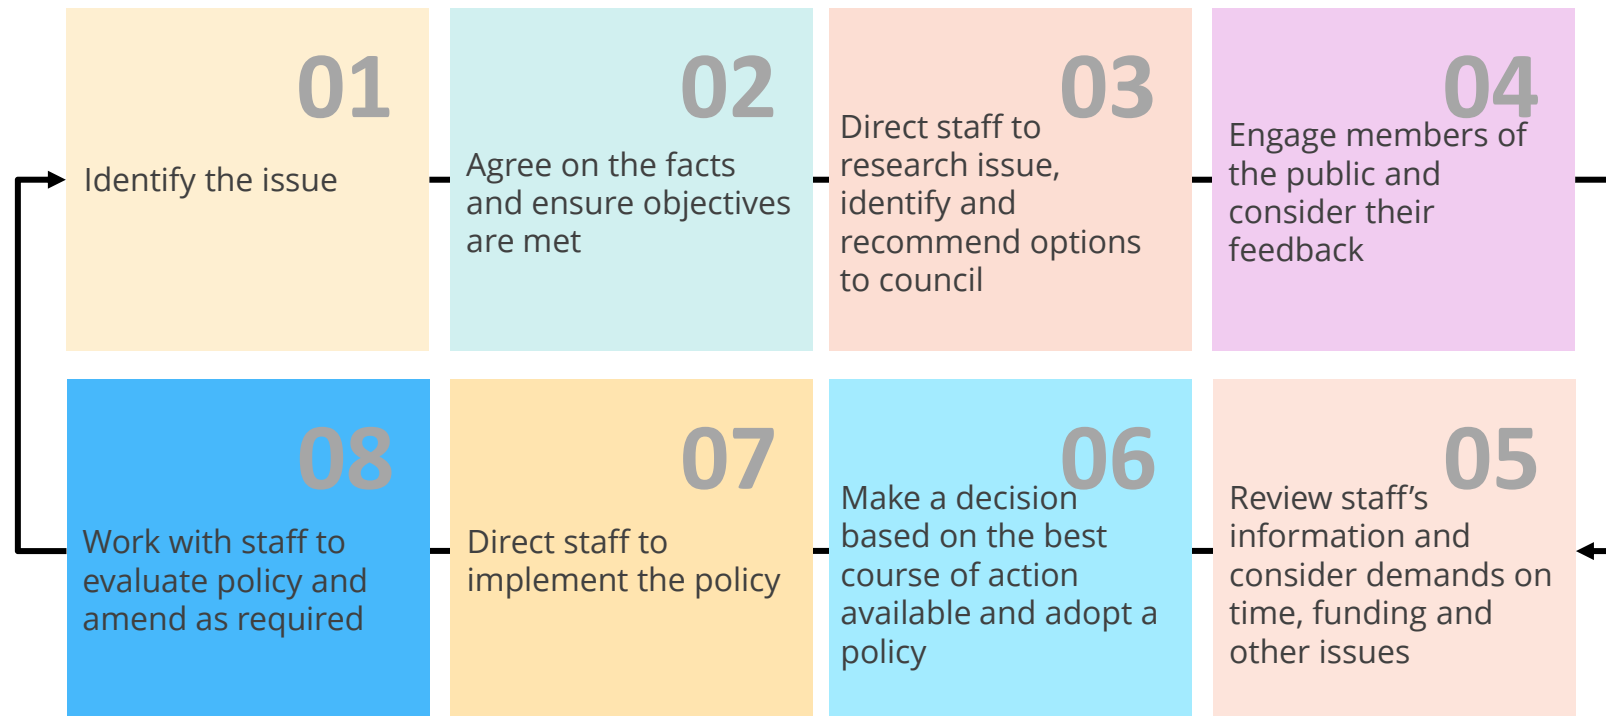 01
Identify the issue
02
Agree on the facts
and ensure objectives
are met
03
Direct staff to
research issue,
identify and
recommend options
to council
04
Engage members of
the public and
consider their
feedback
08
Work with staff to
evaluate policy and
amend as required
07
Direct staff to
implement the policy
06
Make a decision
based on the best
course of action
available and adopt a
policy
05
Review staff’s
information and
consider demands on
time, funding and
other issues